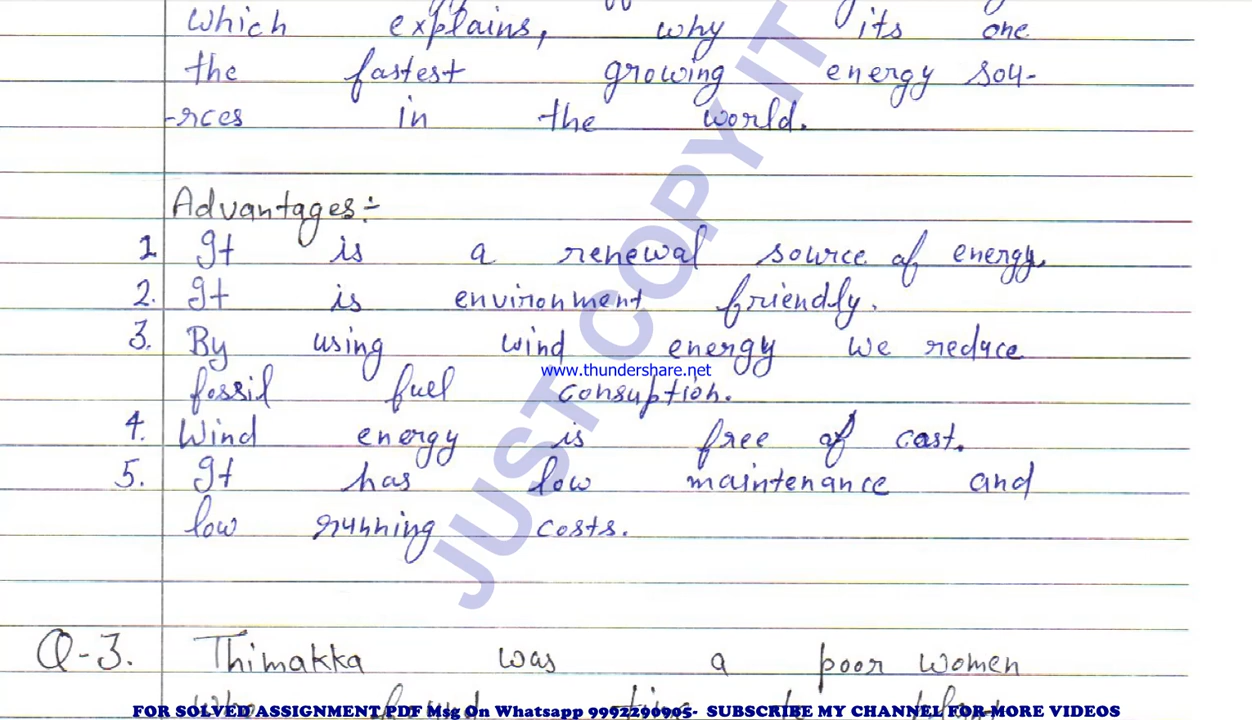 which explains, why its one
the fastest growing energy sou-
-rces in the world.
Advantages:-
1. It is a renewal source of energy.
2. It is environment friendly.
3. By using wind energy we reduce
www.thundershare.net
fossil fuel consuption.
4. Wind energy is free of cost.
5. It has low maintenance and
low running costs.
JUST COPY IT
Q-3. Thimakka was a poor women
FOR SOLVED ASSIGNMENT PDF Msg On Whatsapp 9992290905- SUBSCRIBE MY CHANNEL FOR MORE VIDEOS